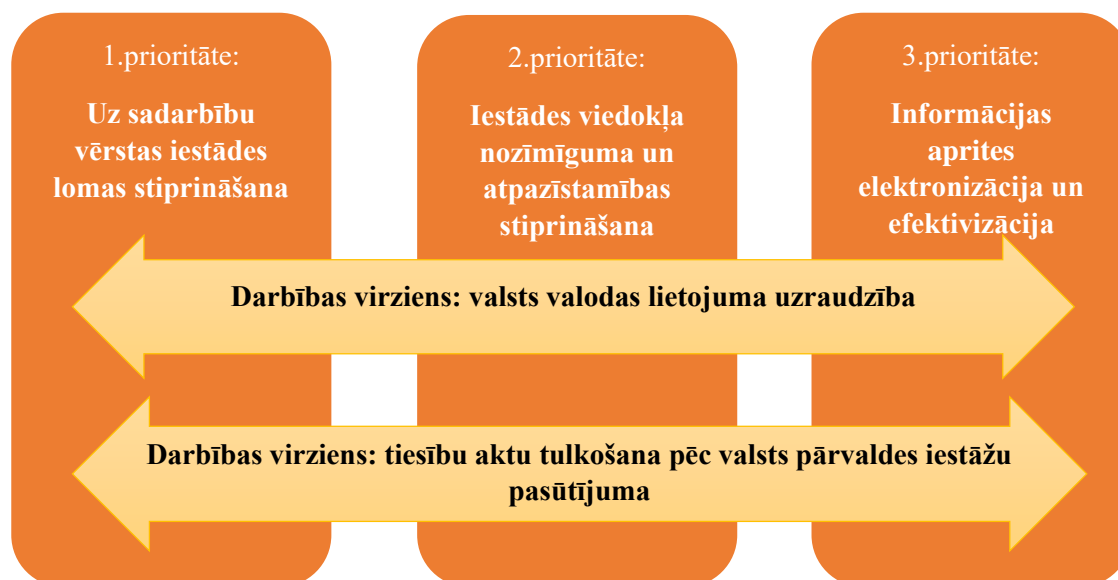 1.prioritāte:
Uz sadarbību
vērstas iestādes
lomas stiprināšana
2.prioritāte:
Iestādes viedokļa
nozīmīguma un
atpazīstamības
stiprināšana
3.prioritāte:
Informācijas
aprites
elektronizācija un
efektivizācija
Darbības virziens: valsts valodas lietojuma uzraudzība
Darbības virziens: tiesību aktu tulkošana pēc valsts pārvaldes iestāžu
pasūtījuma